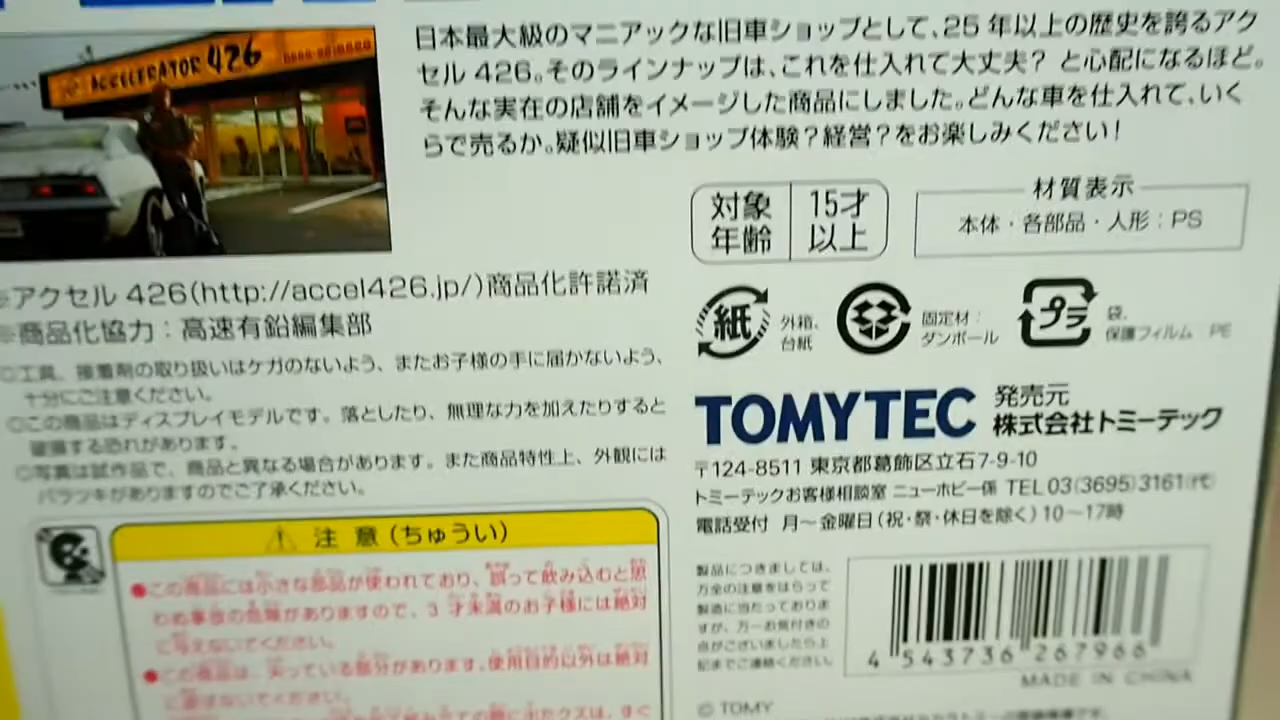 ACCELERATOR 426
日本最大級のマニアックな旧車ショップとして、25 年以上の歴史を誇るアク
セル 426。そのラインナップは、これを仕入れて大丈夫？ と心配になるほど。
そんな実在の店舗をイメージした商品にしました。どんな車を仕入れて、いく
らで売るか。疑似旧車ショップ体験？経営？をお楽しみください！
対象年齢 15才以上
材質表示
本体・各部品・人形：PS
※アクセル 426(http://accel426.jp/)商品化許諾済
※商品化協力：高速有鉛編集部
紙 外箱、台紙
固定材：ダンボール
プラ 袋、保護フィルム：PE
◎工具、接着剤の取り扱いはケガのないよう、またお子様の手に届かないよう、
十分にご注意ください。
◎この商品はディスプレイモデルです。落としたり、無理な力を加えたりすると
破損する恐れがあります。
◎写真は試作品で、商品と異なる場合があります。また商品特性上、外観には
バラツキがありますのでご了承ください。
TOMYTEC 発売元
株式会社トミーテック
〒124-8511 東京都葛飾区立石7-9-10
トミーテックお客様相談室 ニューホビー係 TEL 03(3695)3161(代)
電話受付 月～金曜日(祝・祭・休日を除く)10～17時
⚠ 注 意 (ちゅうい)
●この商品には小さな部品が使われており、誤って飲み込むと思
わぬ事故の危険がありますので、3 才未満のお子様には絶対
に与えないでください。
●この商品は、尖っている部分があります。使用目的以外は絶対
に遊ばないでください。
製品につきましては、
万全の注意をはらって
製造に当たっておりま
すが、万一お気付きの
点がございましたら上
記までご連絡ください。
4 543736 267966
MADE IN CHINA
© TOMY